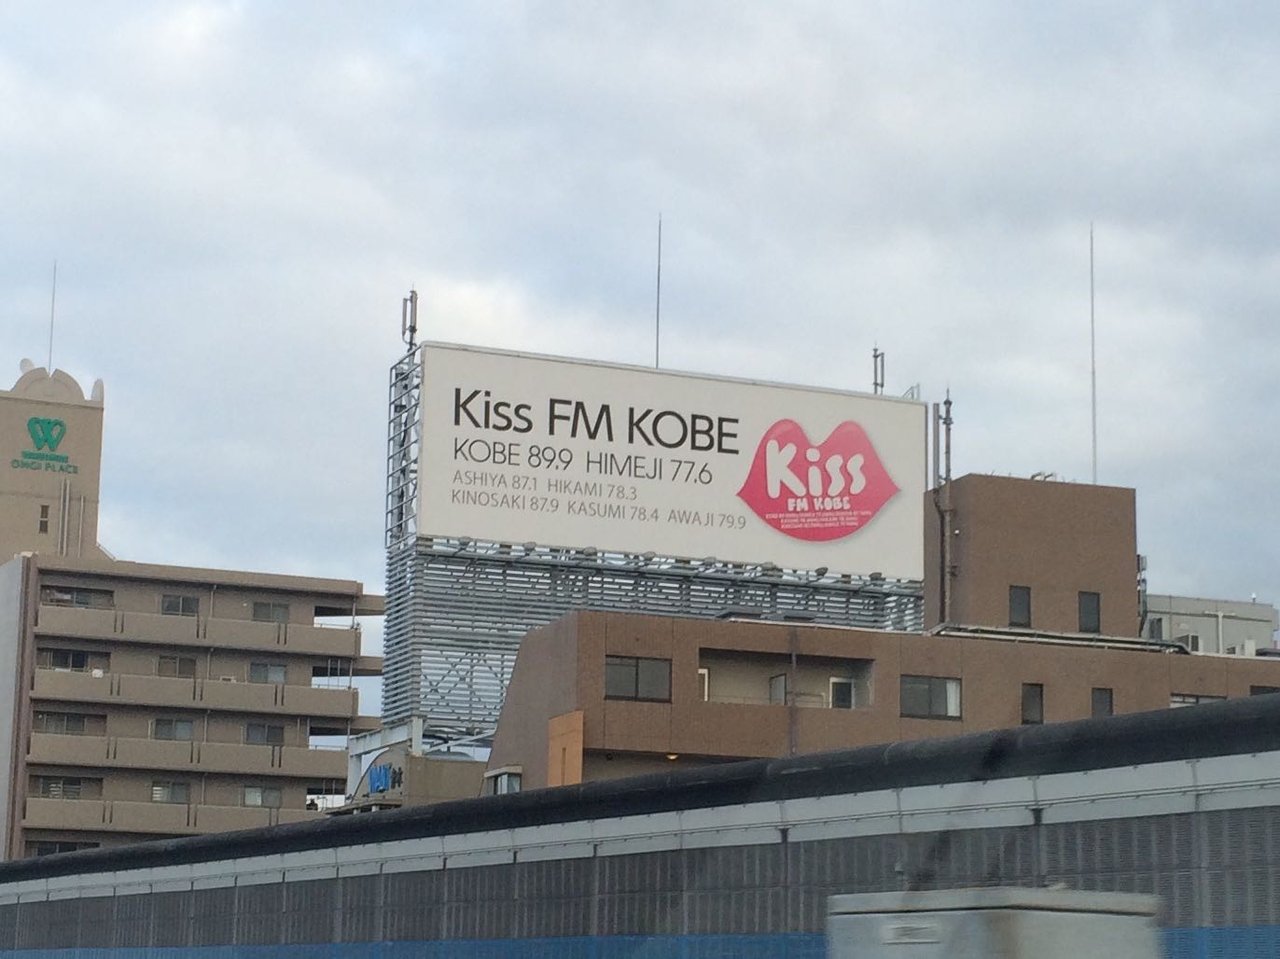 Kiss FM KOBE
KOBE 89.9 HIMEJI 77.6
ASHIYA 87.1 HIKAMI 78.3
KINOSAKI 87.9 KASUMI 78.4 AWAJI 79.9
Kiss
FM KOBE
W
PLACE